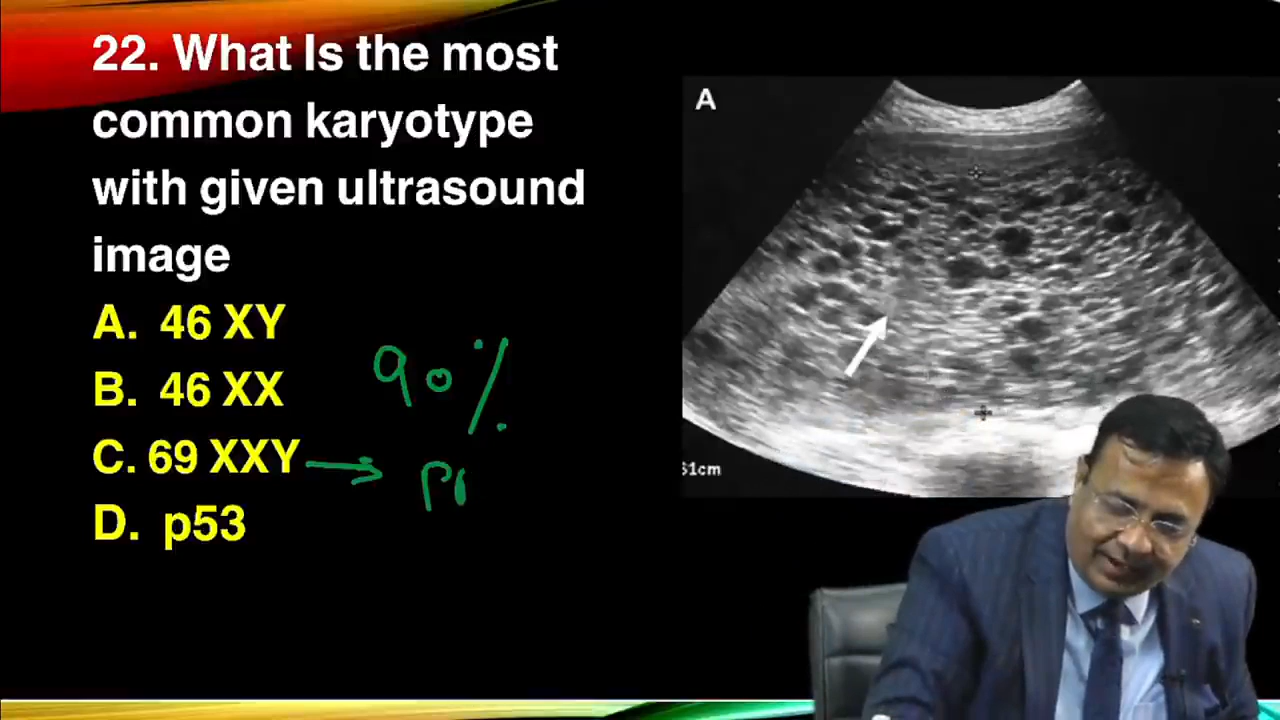 22. What Is the most
common karyotype
with given ultrasound
image
A. 46 XY
B. 46 XX
C. 69 XXY
D. p53
90%
A
61cm